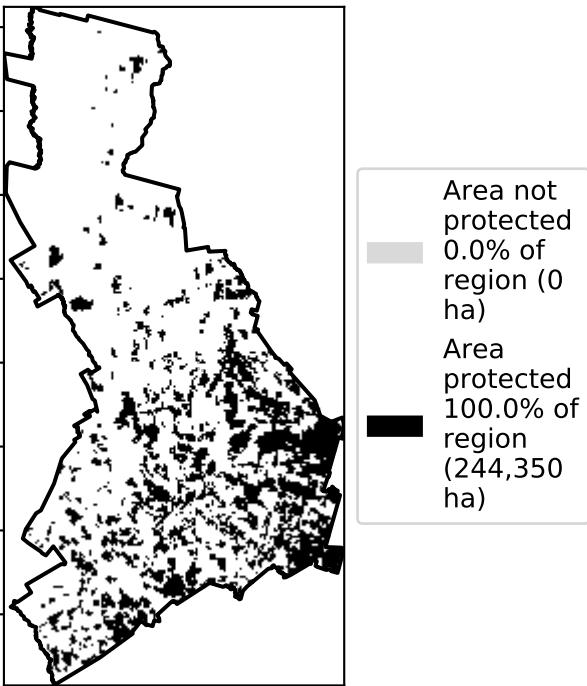 Area not
protected
0.0% of
region (0
ha)
Area
protected
100.0% of
region
(244,350
ha)